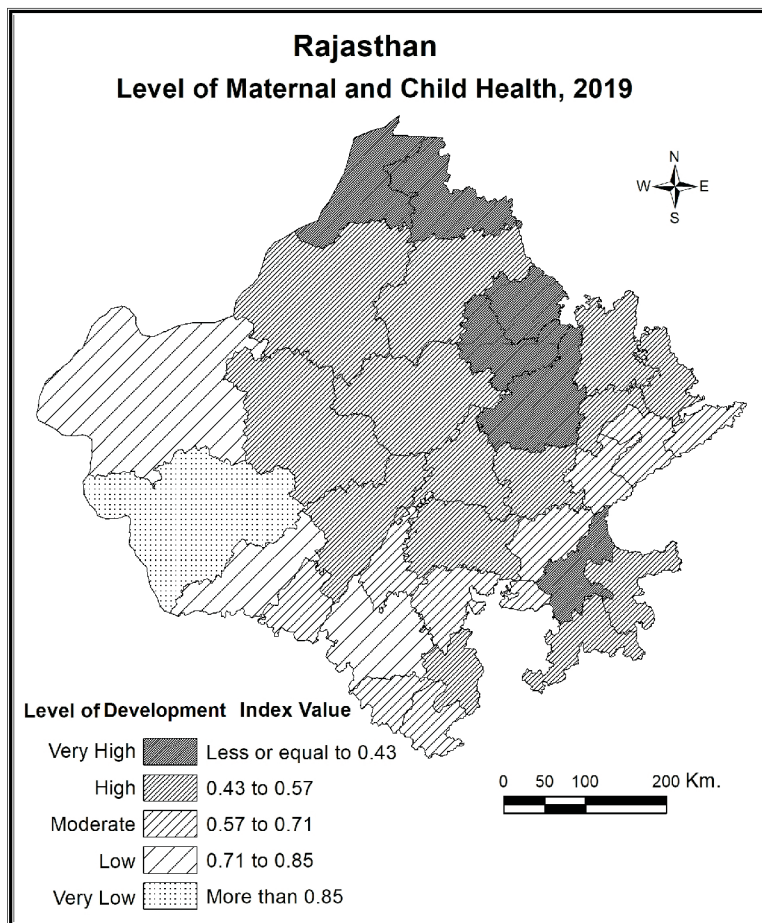 Rajasthan
Level of Maternal and Child Health, 2019
N
W E
S
Level of Development Index Value
Very High Less or equal to 0.43
High 0.43 to 0.57
Moderate 0.57 to 0.71
Low 0.71 to 0.85
Very Low More than 0.85
0 50 100 200 Km.